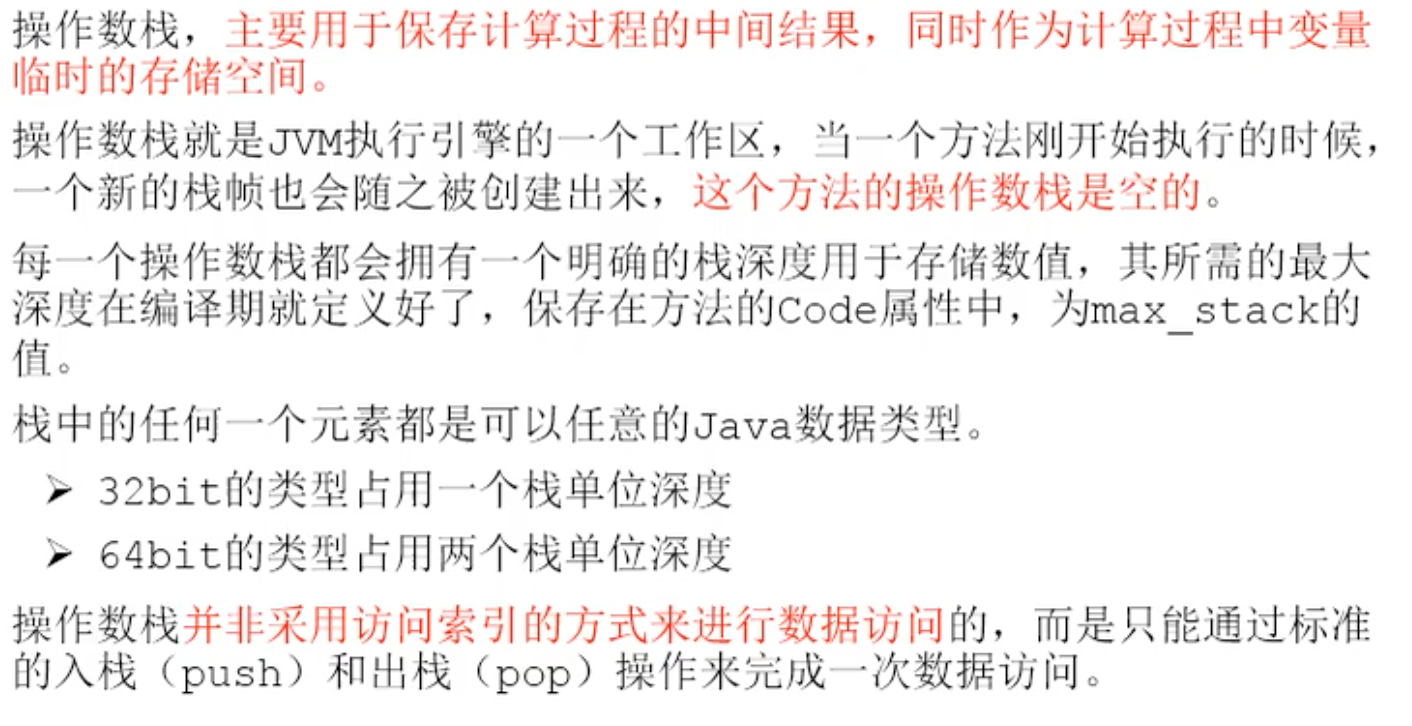 操作数栈，主要用于保存计算过程的中间结果，同时作为计算过程中变量
临时的存储空间。
操作数栈就是JVM执行引擎的一个工作区，当一个方法刚开始执行的时候，
一个新的栈帧也会随之被创建出来，这个方法的操作数栈是空的。
每一个操作数栈都会拥有一个明确的栈深度用于存储数值，其所需的最大
深度在编译期就定义好了，保存在方法的Code属性中，为max_stack的
值。
栈中的任何一个元素都是可以任意的Java数据类型。
➢ 32bit的类型占用一个栈单位深度
➢ 64bit的类型占用两个栈单位深度
操作数栈并非采用访问索引的方式来进行数据访问的，而是只能通过标准
的入栈（push）和出栈（pop）操作来完成一次数据访问。